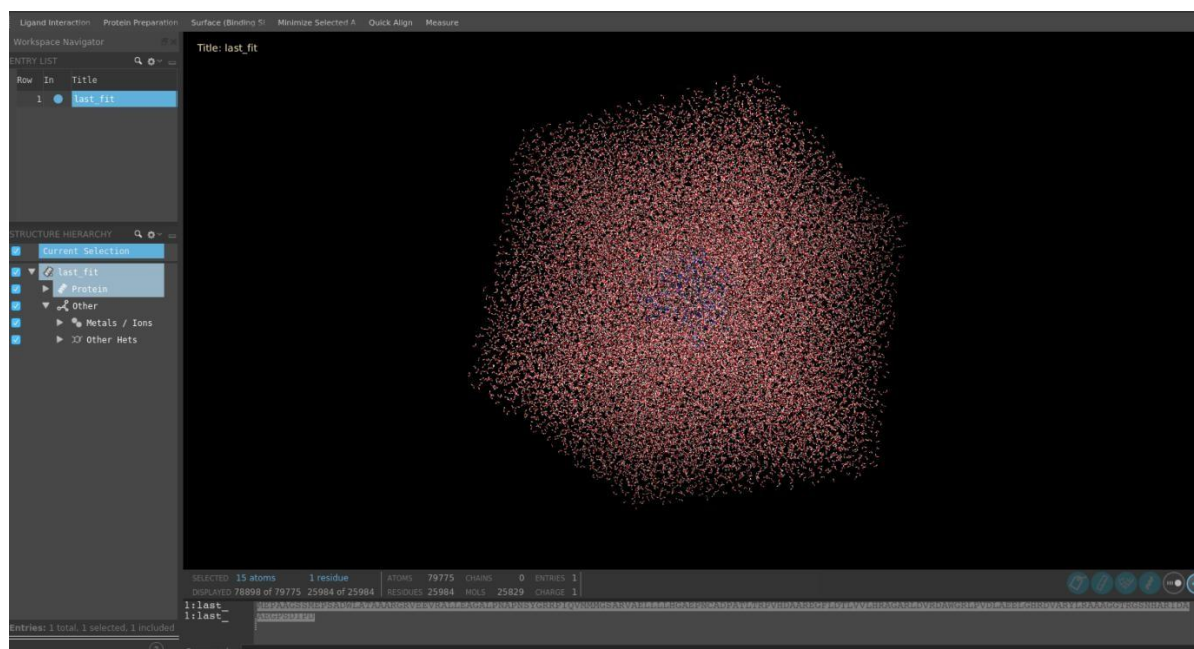 Ligand Interaction Protein Preparation Surface (Binding Si Minimize Selected A Quick Align Measure
Workspace Navigator
Title: last_fit
ENTRY LIST
Row In Title
1 last_fit
STRUCTURE HIERARCHY
Current Selection
last_fit
Protein
Other
Metals / Ions
Other Hets
SELECTED 15 atoms 1 residue ATOMS 79775 CHAINS 0 ENTRIES 1
DISPLAYED 78898 of 79775 25984 of 25984 RESIDUES 25984 MOLS 25829 CHARGE 1
1:last_
1:last_
Entries: 1 total, 1 selected, 1 included